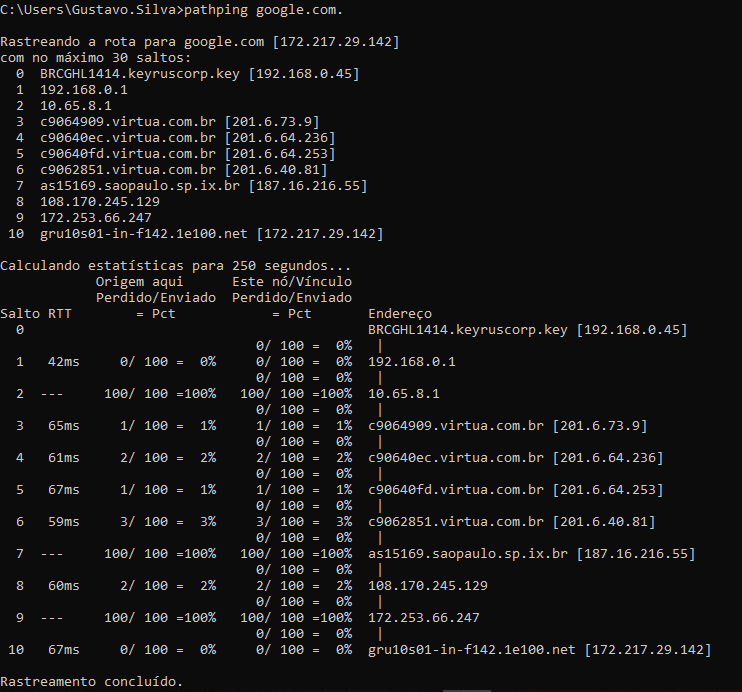 C:\Users\Gustavo.Silva>pathping google.com.
Rastreando a rota para google.com [172.217.29.142]
com no máximo 30 saltos:
  0  BRCGHL1414.keyruscorp.key [192.168.0.45]
  1  192.168.0.1
  2  10.65.8.1
  3  c9064909.virtua.com.br [201.6.73.9]
  4  c90640ec.virtua.com.br [201.6.64.236]
  5  c90640fd.virtua.com.br [201.6.64.253]
  6  c9062851.virtua.com.br [201.6.40.81]
  7  as15169.saopaulo.sp.ix.br [187.16.216.55]
  8  108.170.245.129
  9  172.253.66.247
 10  gru10s01-in-f142.1e100.net [172.217.29.142]
Calculando estatísticas para 250 segundos...
            Origem aqui      Este nó/Vínculo
            Perdido/Enviado  Perdido/Enviado
Salto RTT        = Pct            = Pct       Endereço
  0                                           BRCGHL1414.keyruscorp.key [192.168.0.45]
                                0/ 100 =  0%   |
  1   42ms     0/ 100 =  0%     0/ 100 =  0%  192.168.0.1
                                0/ 100 =  0%   |
  2  ---     100/ 100 =100%   100/ 100 =100%  10.65.8.1
                                0/ 100 =  0%   |
  3   65ms     1/ 100 =  1%     1/ 100 =  1%  c9064909.virtua.com.br [201.6.73.9]
                                0/ 100 =  0%   |
  4   61ms     2/ 100 =  2%     2/ 100 =  2%  c90640ec.virtua.com.br [201.6.64.236]
                                0/ 100 =  0%   |
  5   67ms     1/ 100 =  1%     1/ 100 =  1%  c90640fd.virtua.com.br [201.6.64.253]
                                0/ 100 =  0%   |
  6   59ms     3/ 100 =  3%     3/ 100 =  3%  c9062851.virtua.com.br [201.6.40.81]
                                0/ 100 =  0%   |
  7  ---     100/ 100 =100%   100/ 100 =100%  as15169.saopaulo.sp.ix.br [187.16.216.55]
                                0/ 100 =  0%   |
  8   60ms     2/ 100 =  2%     2/ 100 =  2%  108.170.245.129
                                0/ 100 =  0%   |
  9  ---     100/ 100 =100%   100/ 100 =100%  172.253.66.247
                                0/ 100 =  0%   |
 10   67ms     0/ 100 =  0%     0/ 100 =  0%  gru10s01-in-f142.1e100.net [172.217.29.142]
Rastreamento concluído.